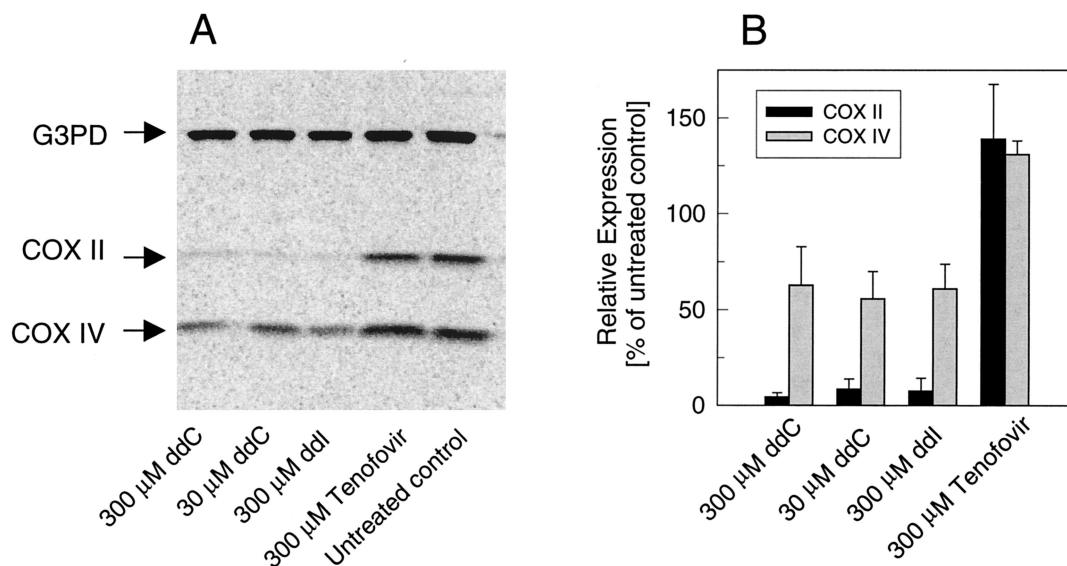 A
G3PD
COX II
COX IV
300 µM ddC
30 µM ddC
300 µM ddI
300 µM Tenofovir
Untreated control
B
Relative Expression
[% of untreated control]
150
100
50
0
COX II
COX IV
300 µM ddC
30 µM ddC
300 µM ddI
300 µM Tenofovir